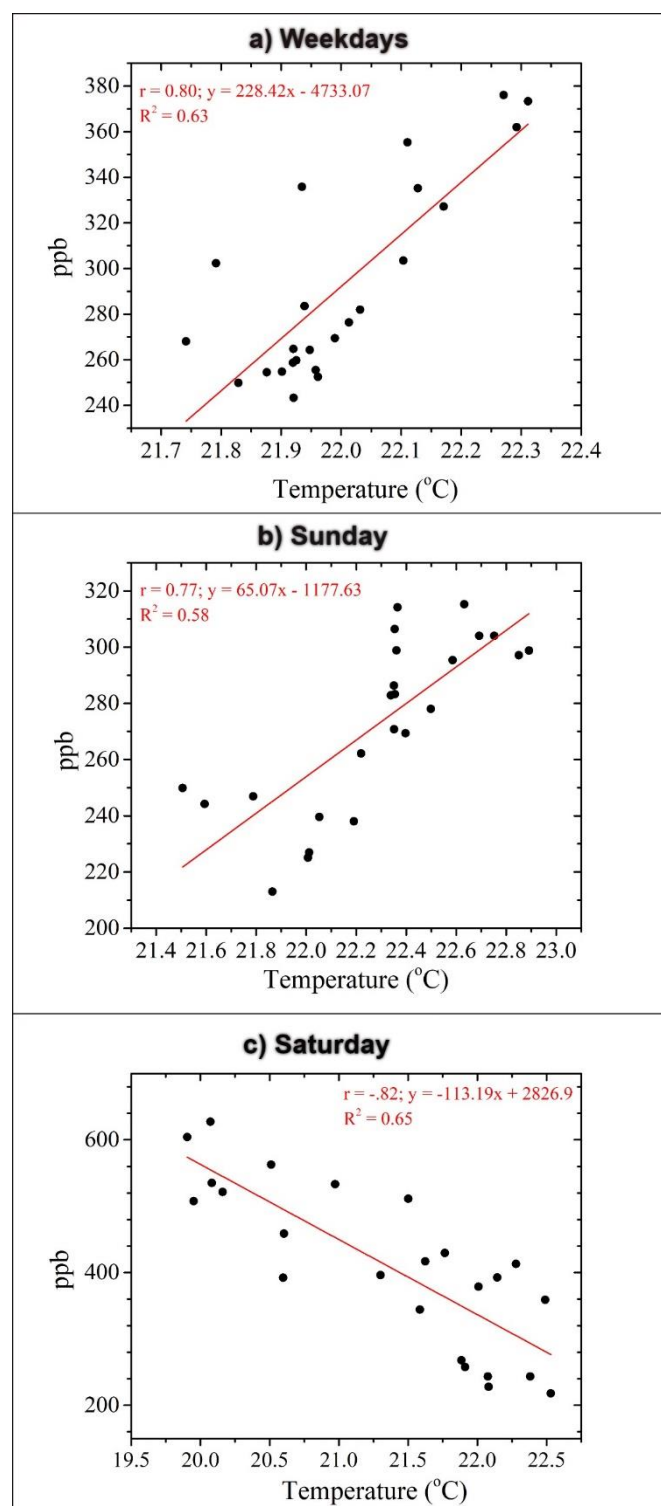 a) Weekdays
r = 0.80; y = 228.42x - 4733.07
R² = 0.63
380
360
340
320
300
280
260
240
ppb
21.7 21.8 21.9 22.0 22.1 22.2 22.3 22.4
Temperature (°C)
b) Sunday
r = 0.77; y = 65.07x - 1177.63
R² = 0.58
320
300
280
260
240
220
200
ppb
21.4 21.6 21.8 22.0 22.2 22.4 22.6 22.8 23.0
Temperature (°C)
c) Saturday
r = -.82; y = -113.19x + 2826.9
R² = 0.65
600
400
200
ppb
19.5 20.0 20.5 21.0 21.5 22.0 22.5
Temperature (°C)